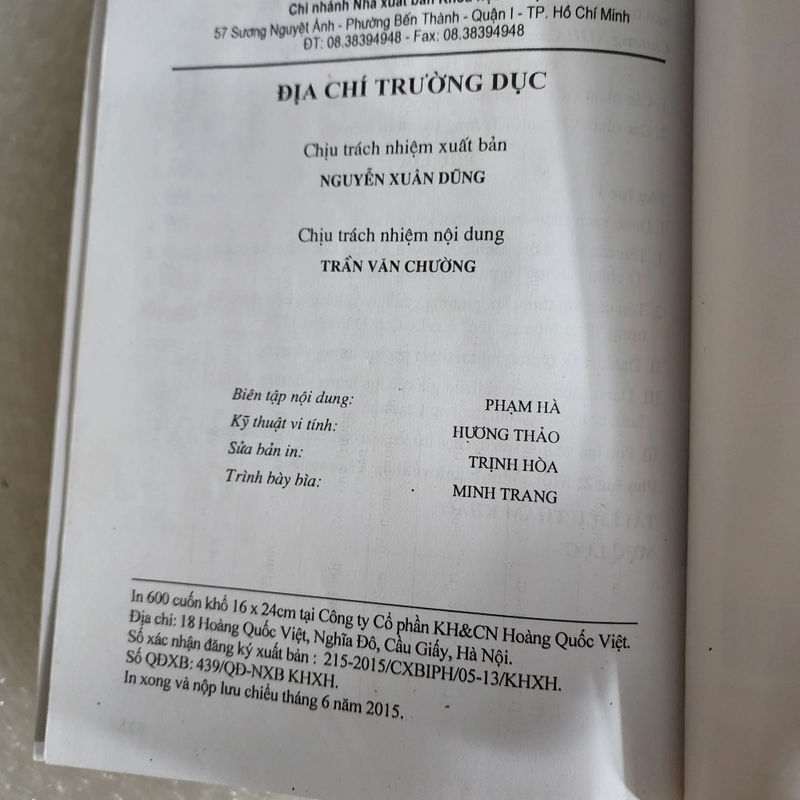 Chi nhánh Nhà xuất bản Khoa học
57 Sương Nguyệt Ánh - Phường Bến Thành - Quận I - TP. Hồ Chí Minh
ĐT: 08.38394948 - Fax: 08.38394948
ĐỊA CHÍ TRƯỜNG DỤC
Chịu trách nhiệm xuất bản
NGUYỄN XUÂN DŨNG
Chịu trách nhiệm nội dung
TRẦN VĂN CHƯỜNG
Biên tập nội dung: PHẠM HÀ
Kỹ thuật vi tính: HƯƠNG THẢO
Sửa bản in: TRỊNH HÒA
Trình bày bìa: MINH TRANG
In 600 cuốn khổ 16 x 24cm tại Công ty Cổ phần KH&CN Hoàng Quốc Việt.
Địa chỉ: 18 Hoàng Quốc Việt, Nghĩa Đô, Cầu Giấy, Hà Nội.
Số xác nhận đăng ký xuất bản : 215-2015/CXBIPH/05-13/KHXH.
Số QĐXB: 439/QĐ-NXB KHXH.
In xong và nộp lưu chiểu tháng 6 năm 2015.